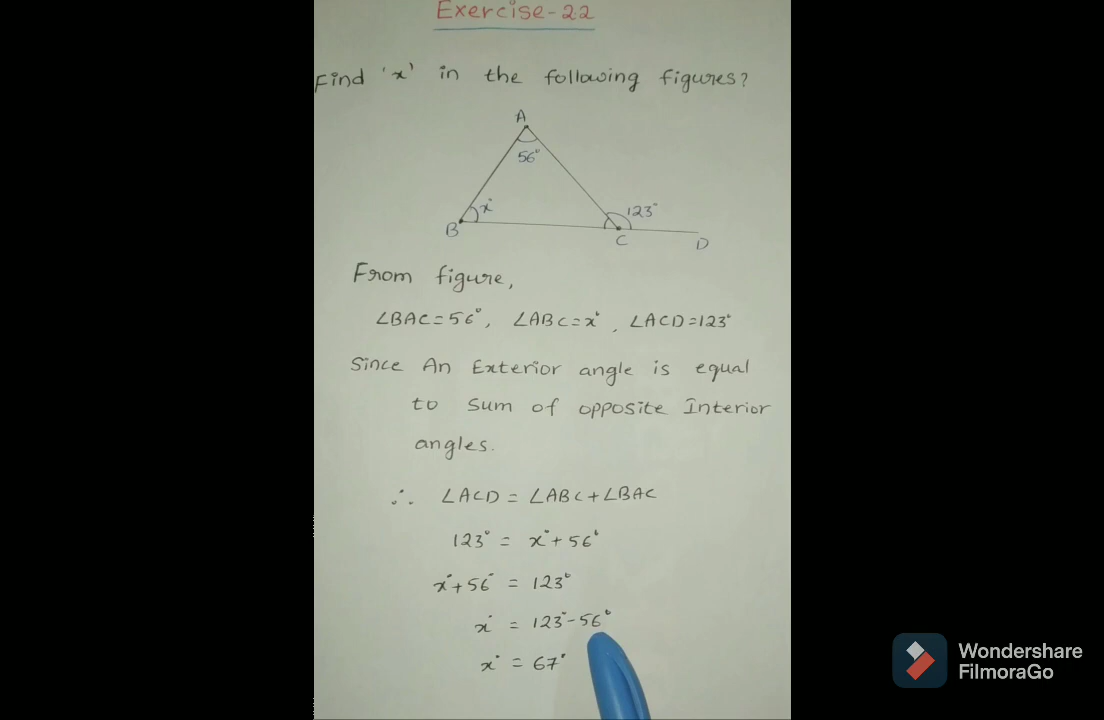 Exercise-2.2
Find 'x' in the following figures?
A
56°
x°
123°
B
C
D
From figure,
∠BAC=56°, ∠ABC=x°, ∠ACD=123°
Since An Exterior angle is equal
to sum of opposite Interior
angles.
∴ ∠ACD = ∠ABC+∠BAC
123° = x°+56°
x°+56° = 123°
x° = 123°-56°
x° = 67°
Wondershare
FilmoraGo